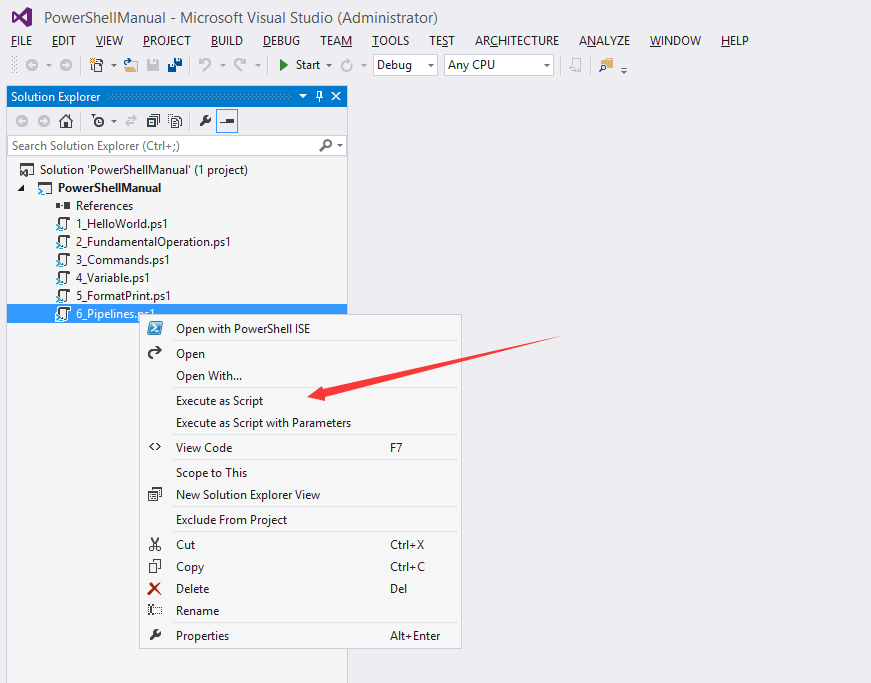 PowerShellManual - Microsoft Visual Studio (Administrator)
FILE EDIT VIEW PROJECT BUILD DEBUG TEAM TOOLS TEST ARCHITECTURE ANALYZE WINDOW HELP
Start Debug Any CPU
Solution Explorer
Search Solution Explorer (Ctrl+;)
Solution 'PowerShellManual' (1 project)
PowerShellManual
References
1_HelloWorld.ps1
2_FundamentalOperation.ps1
3_Commands.ps1
4_Variable.ps1
5_FormatPrint.ps1
6_Pipelines.ps1
Open with PowerShell ISE
Open
Open With...
Execute as Script
Execute as Script with Parameters
View Code F7
Scope to This
New Solution Explorer View
Exclude From Project
Cut Ctrl+X
Copy Ctrl+C
Delete Del
Rename
Properties Alt+Enter